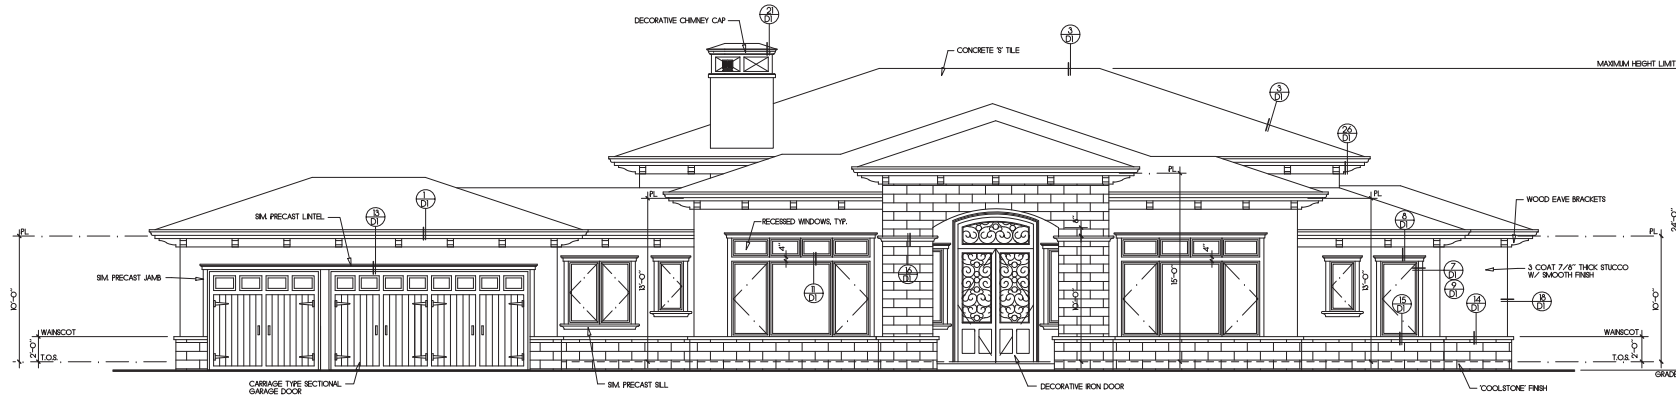 DECORATIVE CHIMNEY CAP
21
D1
3
D1
CONCRETE 'S' TILE
MAXIMUM HEIGHT LIMIT
3
D1
26
D1
1
D1
13
D1
SIM. PRECAST LINTEL
PL.
SIM. PRECAST JAMB
10'-0"
WAINSCOT
2'-0"
T.O.S.
CARRIAGE TYPE SECTIONAL
GARAGE DOOR
SIM. PRECAST SILL
PL.
13'-0"
RECESSED WINDOWS, TYP.
4"
11
D1
16
D1
6"
10'-0"
DECORATIVE IRON DOOR
PL.
15'-0"
4"
PL.
13'-0"
8
D1
7
D1
9
D1
15
D1
14
D1
18
D1
WOOD EAVE BRACKETS
3 COAT 7/8" THICK STUCCO
W/ SMOOTH FINISH
PL.
24'-0"
10'-0"
WAINSCOT
2'-0"
T.O.S.
GRADE
'COOLSTONE' FINISH